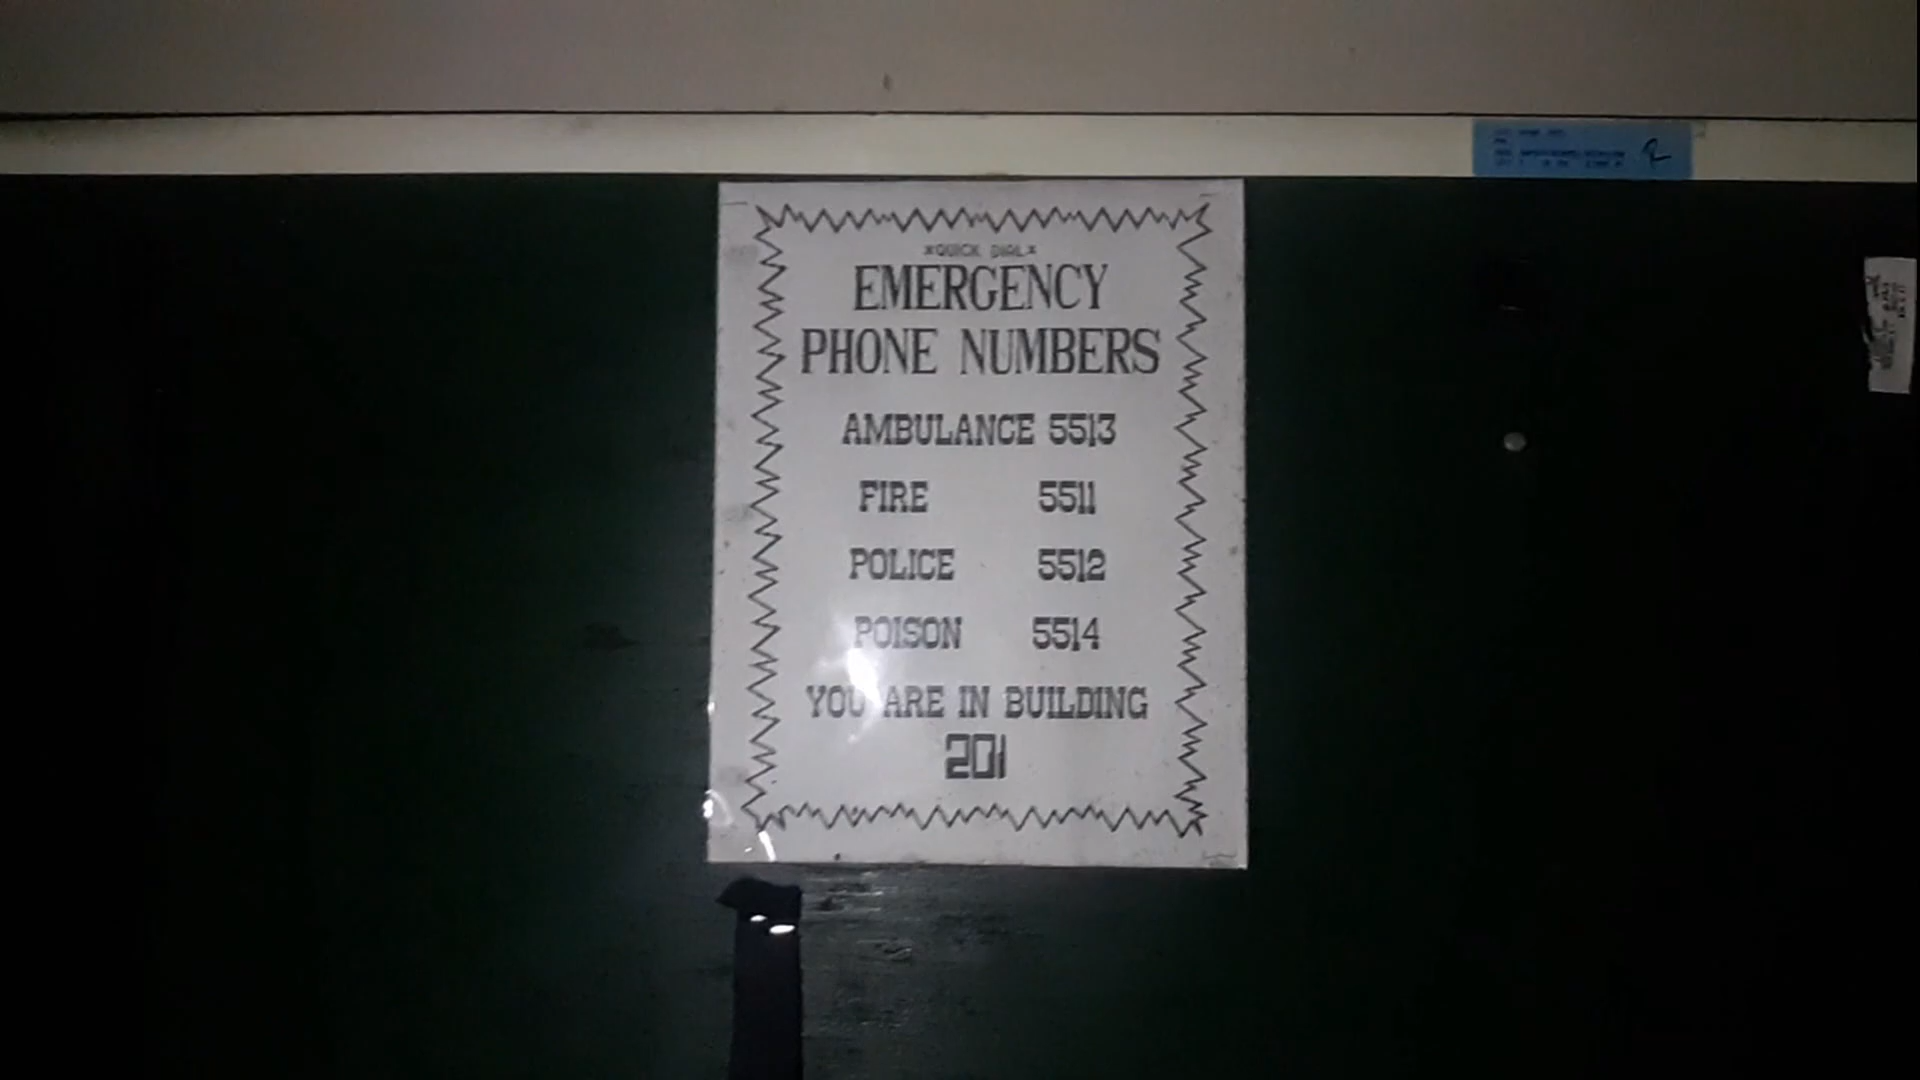 *QUICK DIAL*
EMERGENCY
PHONE NUMBERS
AMBULANCE 5513
FIRE 5511
POLICE 5512
POISON 5514
YOU ARE IN BUILDING
201